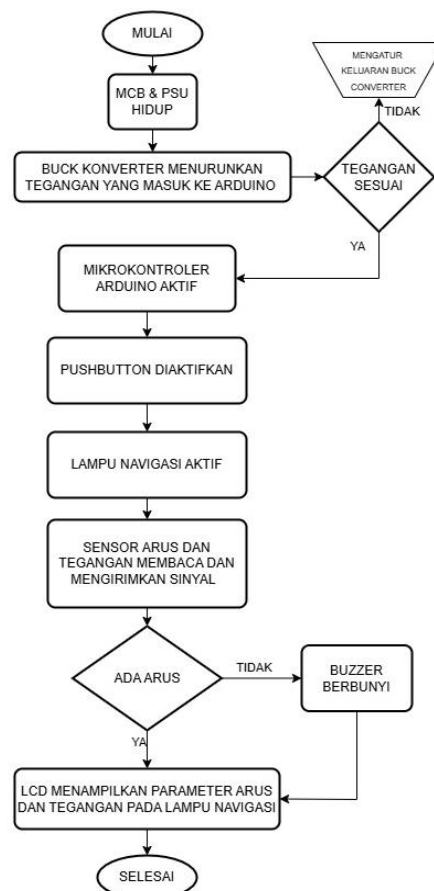 MULAI
MENGATUR
KELUARAN BUCK
CONVERTER
MCB & PSU
HIDUP
TIDAK
BUCK KONVERTER MENURUNKAN
TEGANGAN YANG MASUK KE ARDUINO
TEGANGAN
SESUAI
YA
MIKROKONTROLER
ARDUINO AKTIF
PUSHBUTTON DIAKTIFKAN
LAMPU NAVIGASI AKTIF
SENSOR ARUS DAN
TEGANGAN MEMBACA DAN
MENGIRIMKAN SINYAL
ADA ARUS
TIDAK
BUZZER
BERBUNYI
YA
LCD MENAMPILKAN PARAMETER ARUS
DAN TEGANGAN PADA LAMPU NAVIGASI
SELESAI